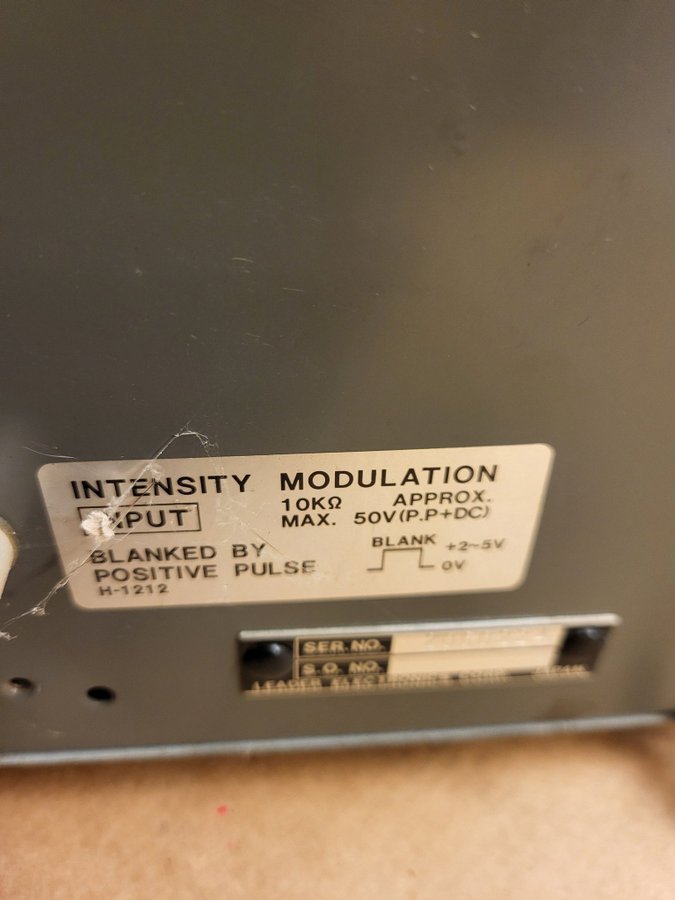 INTENSITY MODULATION
INPUT
10KΩ APPROX.
MAX. 50V(P.P+DC)
BLANKED BY
POSITIVE PULSE
H-1212
BLANK +2~5V
0V
SER. NO.
S.O. NO.
LEADER ELECTRONICS CORP. JAPAN